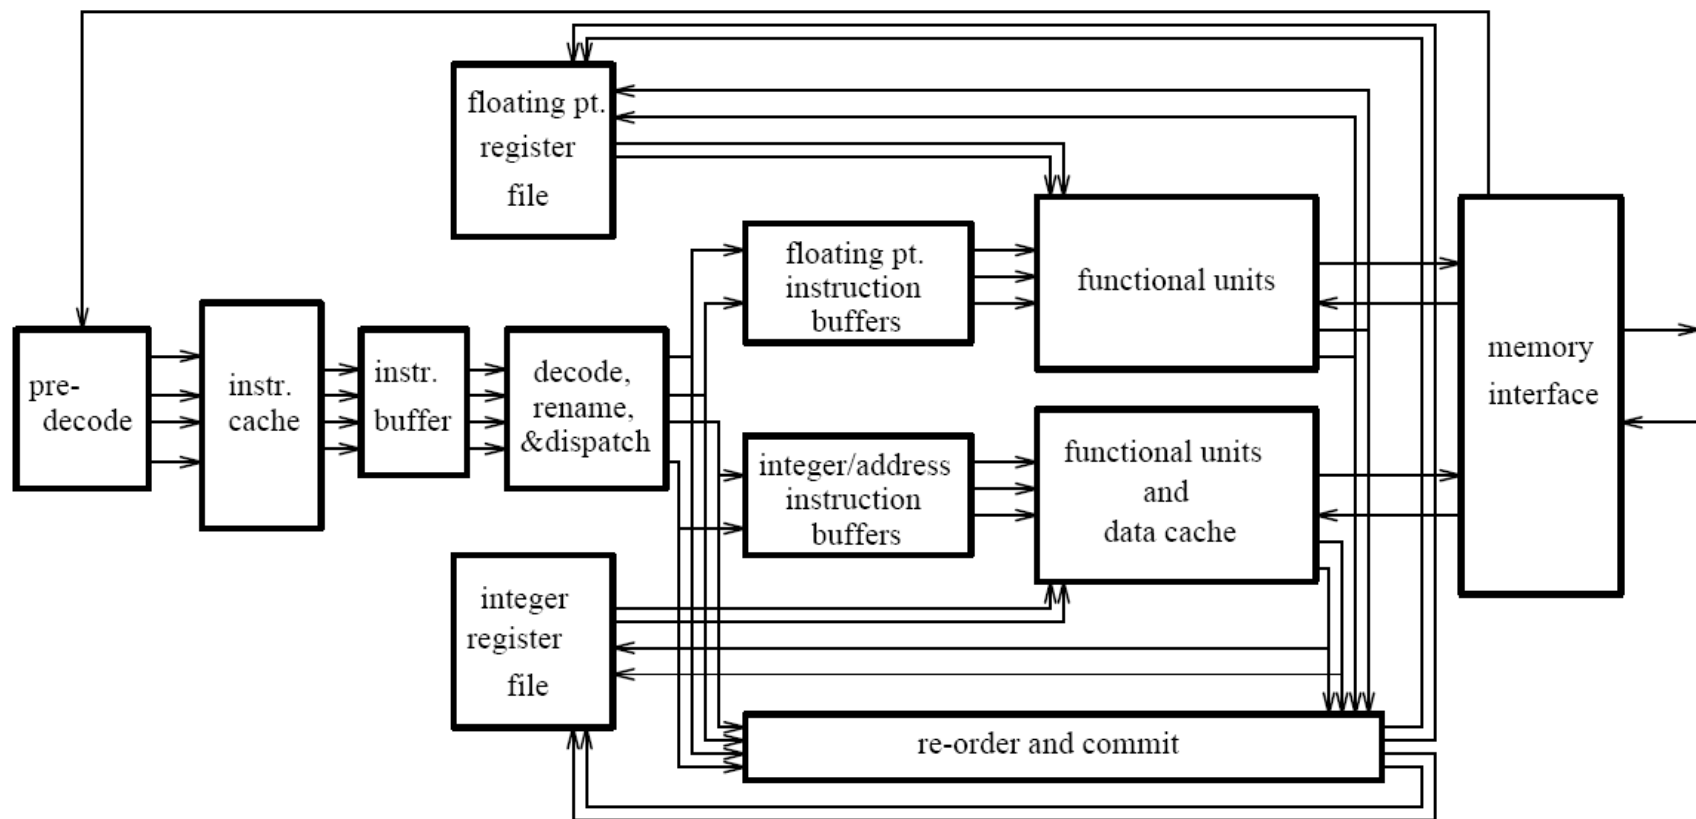 floating pt.
register
file
floating pt.
instruction
buffers
functional units
memory
interface
pre-
decode
instr.
cache
instr.
buffer
decode,
rename,
&dispatch
integer/address
instruction
buffers
functional units
and
data cache
integer
register
file
re-order and commit